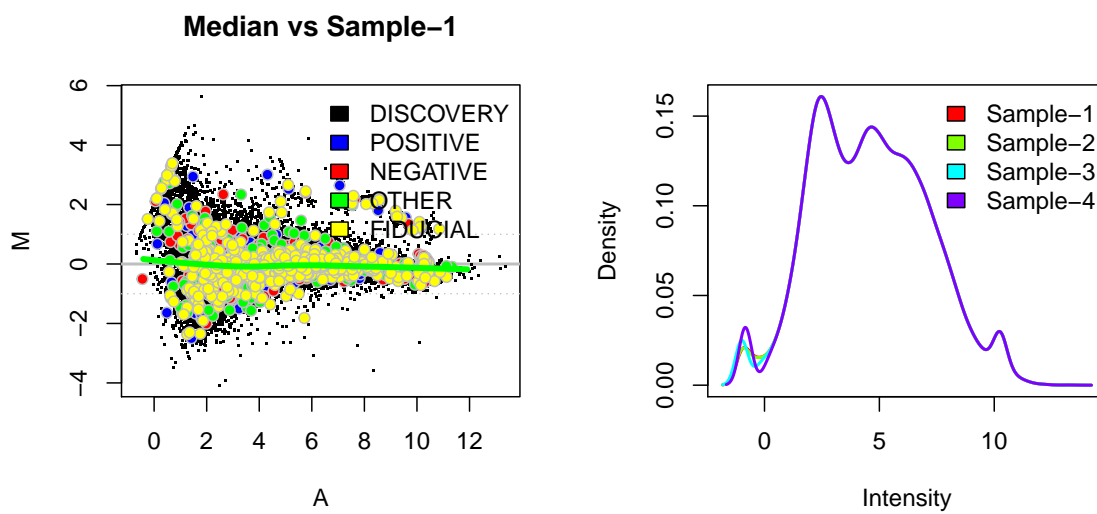 Median vs Sample−1
M
6
4
2
0
−2
−4
DISCOVERY
POSITIVE
NEGATIVE
OTHER
FIDUCIAL
0 2 4 6 8 10 12
A
Density
0.15
0.10
0.05
0.00
Sample−1
Sample−2
Sample−3
Sample−4
0 5 10
Intensity